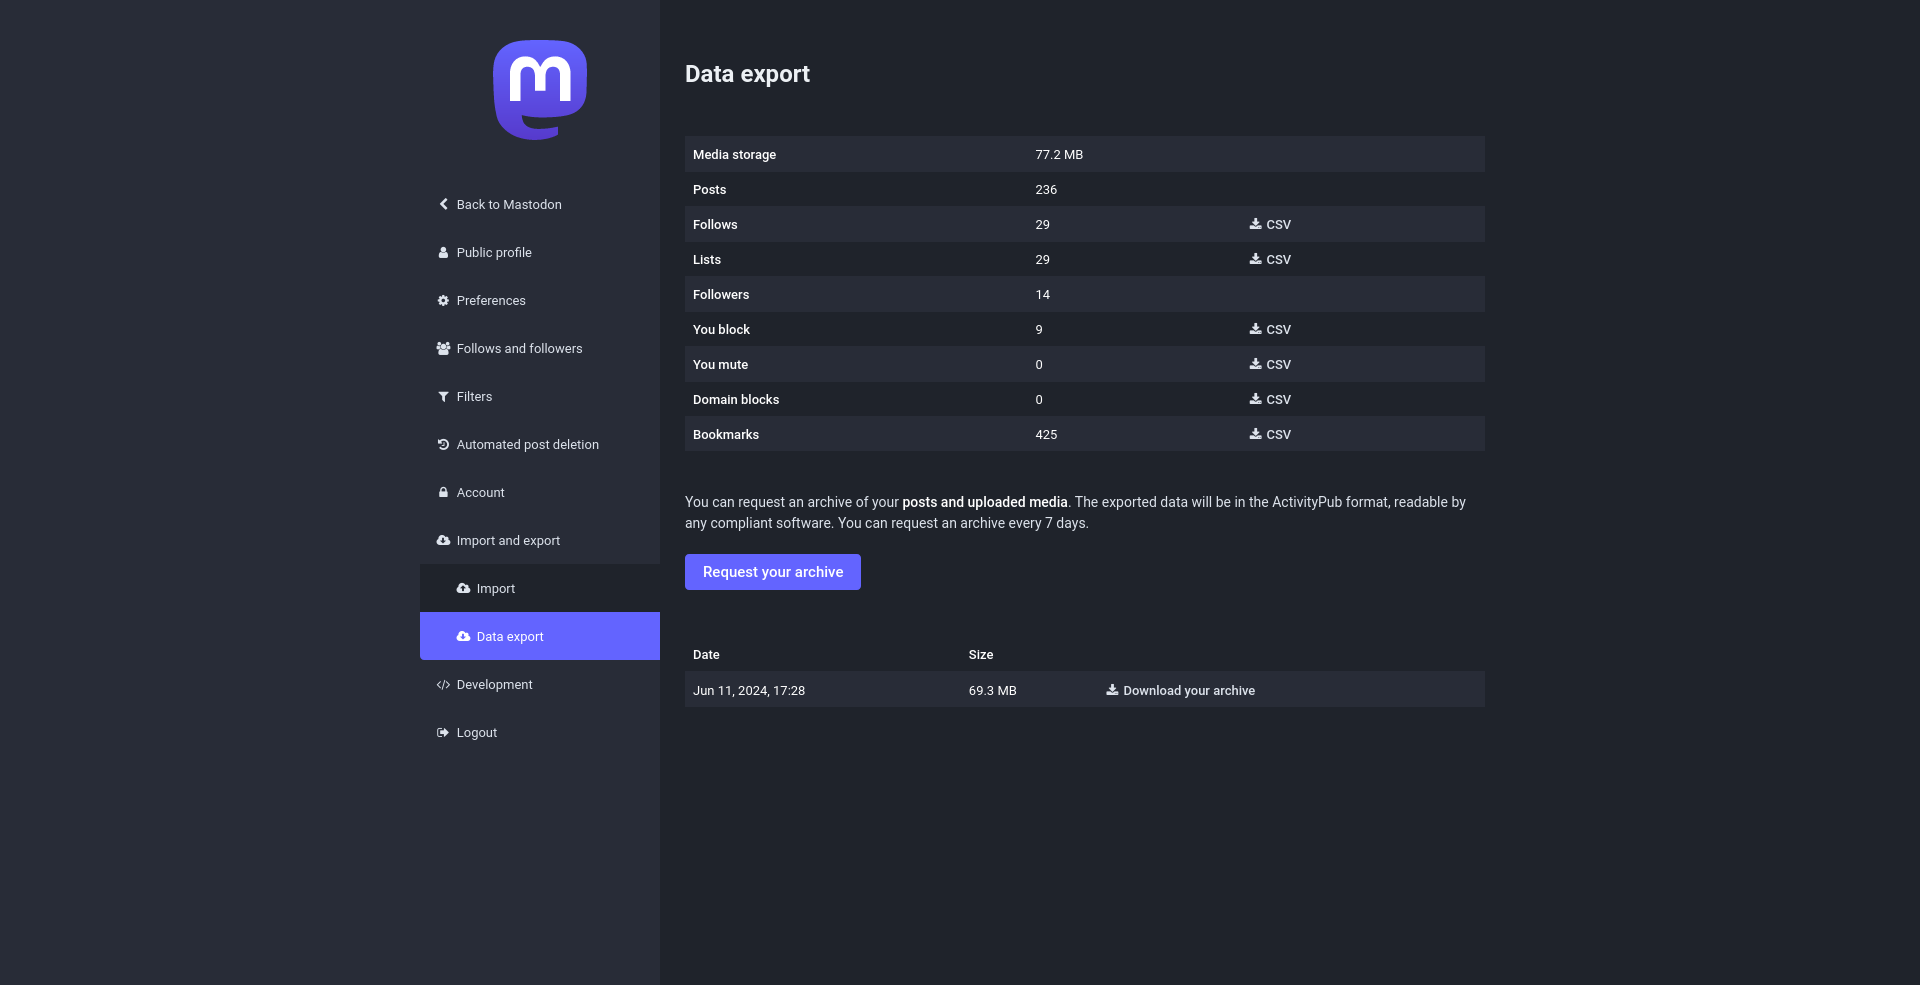 Data export
Back to Mastodon
Public profile
Preferences
Follows and followers
Filters
Automated post deletion
Account
Import and export
Import
Data export
Development
Logout
Media storage 77.2 MB
Posts 236
Follows 29 CSV
Lists 29 CSV
Followers 14
You block 9 CSV
You mute 0 CSV
Domain blocks 0 CSV
Bookmarks 425 CSV
You can request an archive of your posts and uploaded media. The exported data will be in the ActivityPub format, readable by
any compliant software. You can request an archive every 7 days.
Request your archive
Date Size
Jun 11, 2024, 17:28 69.3 MB Download your archive